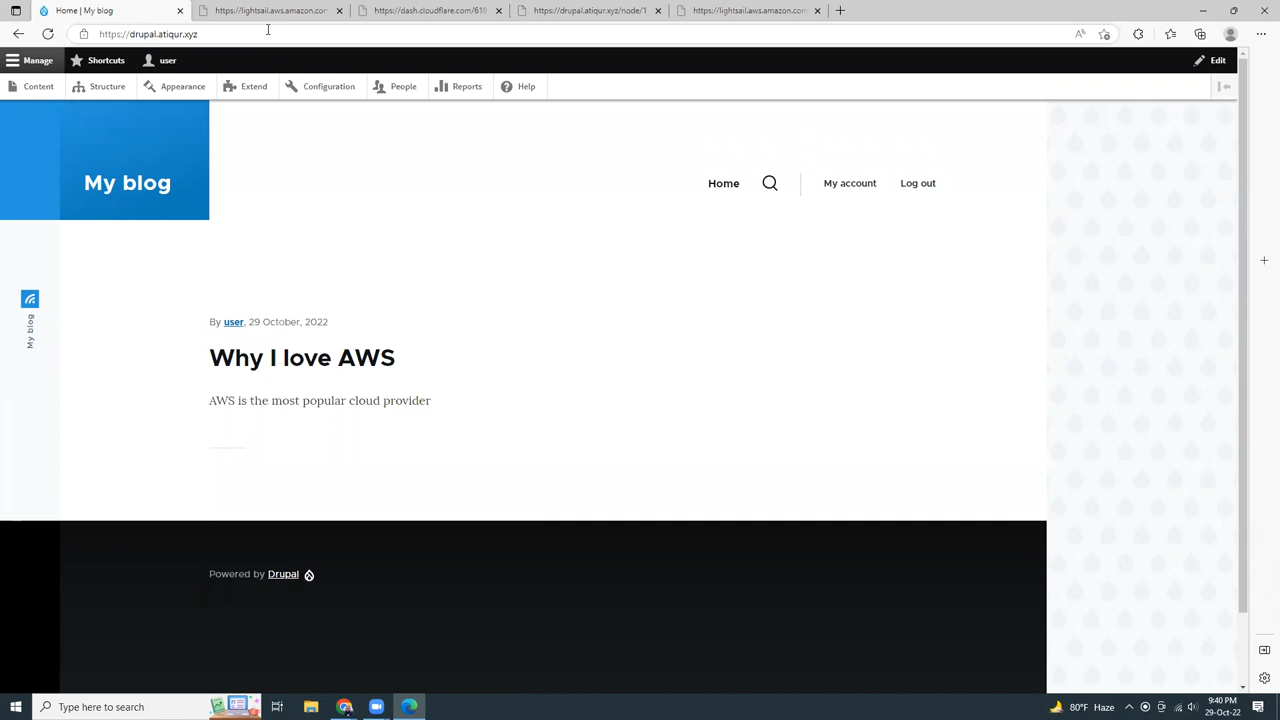 Home | My blog
https://lightsail.aws.amazon.com
https://dash.cloudflare.com/618
https://drupal.atiqur.xyz/node/1
https://lightsail.aws.amazon.com
https://drupal.atiqur.xyz
Manage
Shortcuts
user
Edit
Content
Structure
Appearance
Extend
Configuration
People
Reports
Help
My blog
Home
My account
Log out
My blog
By user, 29 October, 2022
Why I love AWS
AWS is the most popular cloud provider
Powered by Drupal
Type here to search
80°F Haze
9:40 PM
29-Oct-22